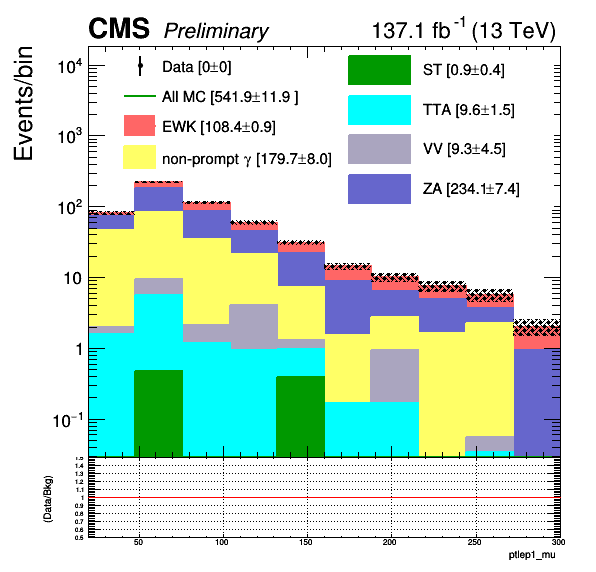 CMS Preliminary 137.1 fb⁻¹ (13 TeV)
Events/bin
10⁴
10³
10²
10
1
10⁻¹
Data [0±0]
All MC [541.9±11.9 ]
EWK [108.4±0.9]
non-prompt γ [179.7±8.0]
ST [0.9±0.4]
TTA [9.6±1.5]
VV [9.3±4.5]
ZA [234.1±7.4]
(Data/Bkg)
1.5
1.4
1.3
1.2
1.1
1
0.9
0.8
0.7
0.6
0.5
50 100 150 200 250 300
ptlep1_mu